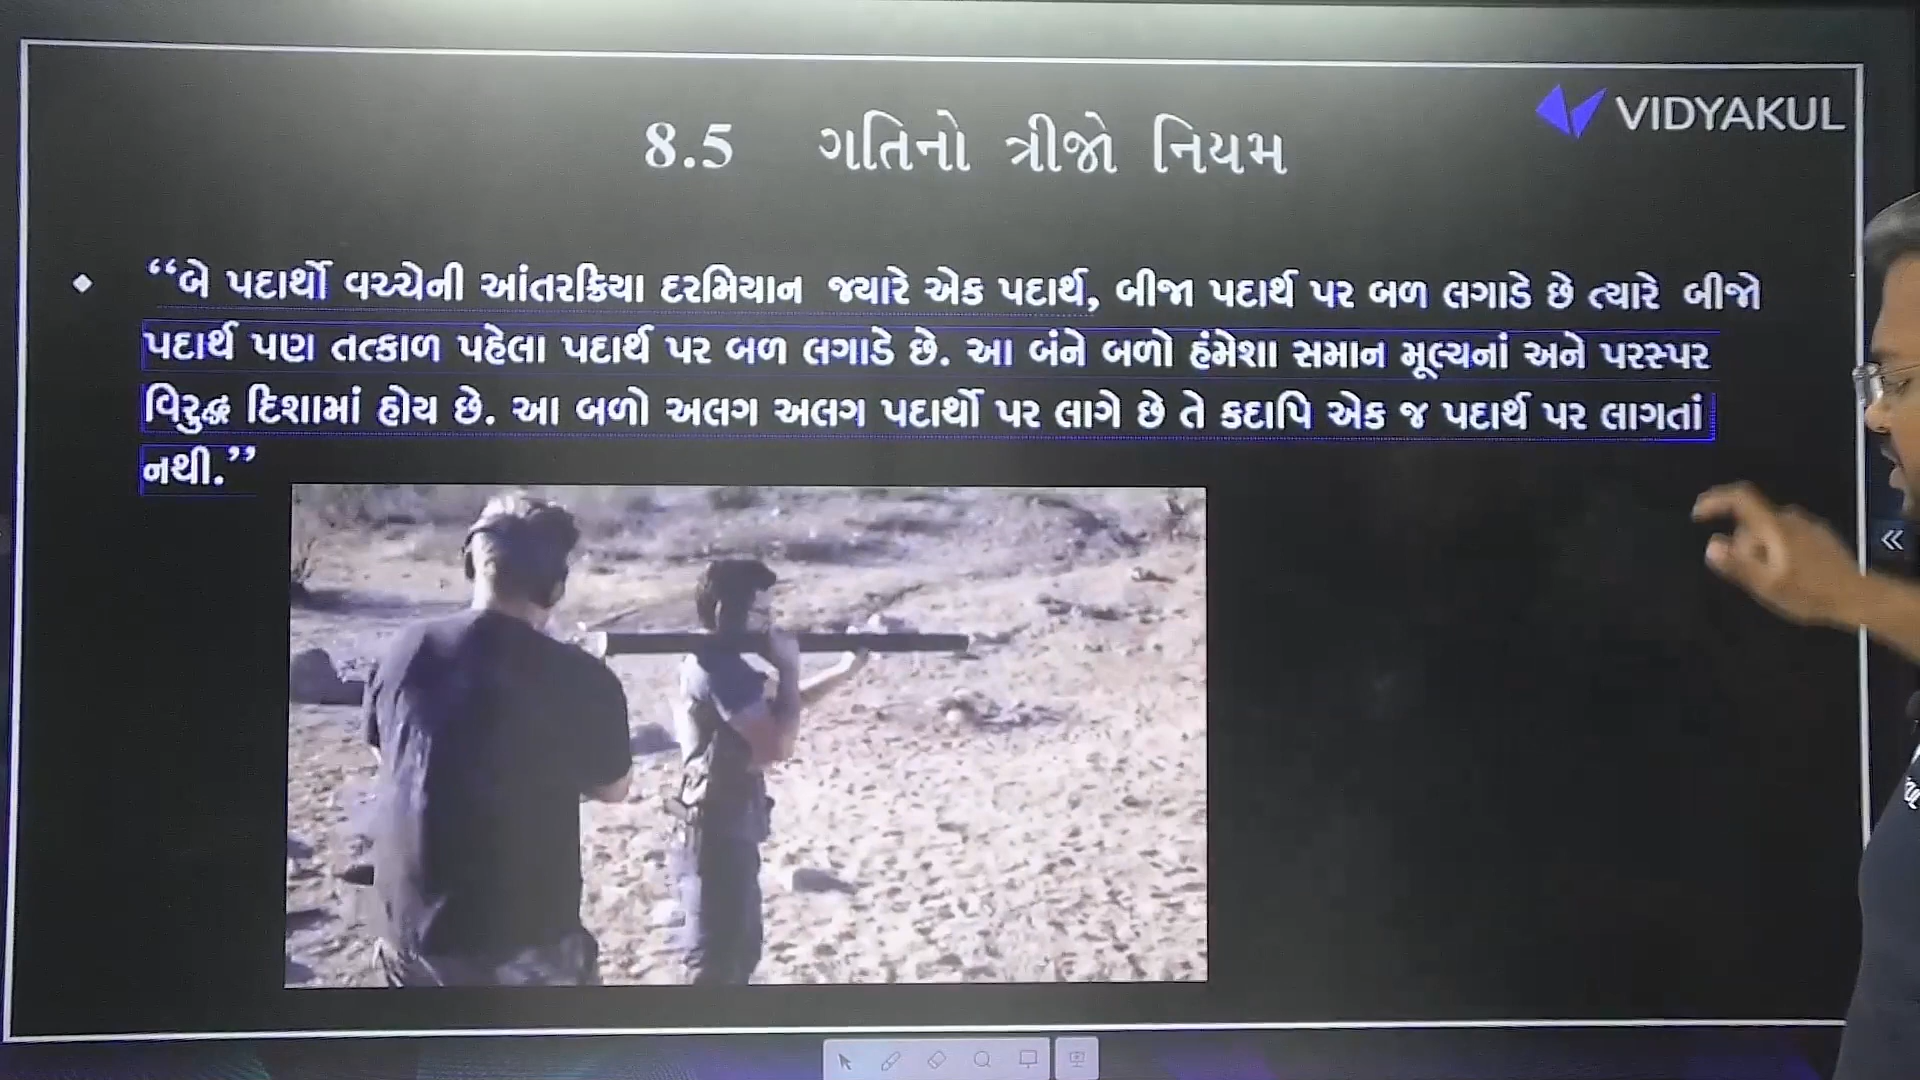 VIDYAKUL
8.5 ગતિનો ત્રીજો નિયમ
“બે પદાર્થો વચ્ચેની આંતરક્રિયા દરમિયાન જ્યારે એક પદાર્થ, બીજા પદાર્થ પર બળ લગાડે છે ત્યારે બીજો
પદાર્થ પણ તત્કાળ પહેલા પદાર્થ પર બળ લગાડે છે. આ બંને બળો હંમેશા સમાન મૂલ્યનાં અને પરસ્પર
વિરુદ્ધ દિશામાં હોય છે. આ બળો અલગ અલગ પદાર્થો પર લાગે છે તે કદાપિ એક જ પદાર્થ પર લાગતાં
નથી.”